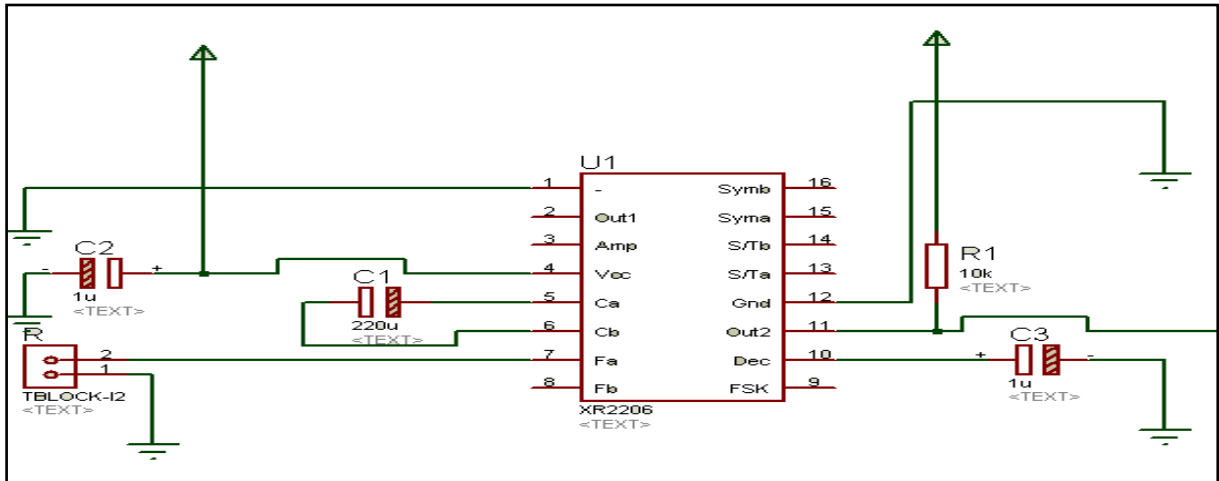 U1
1 - Symb 16
2 Out1 Syma 15
3 Amp S/Tb 14
4 Vcc S/Ta 13
5 Ca Gnd 12
6 Cb Out2 11
7 Fa Dec 10
8 Fb FSK 9
XR2206
<TEXT>
C2
- +
1u
<TEXT>
C1
220u
<TEXT>
R
2
1
TBLOCK-I2
<TEXT>
R1
10k
<TEXT>
C3
+ -
1u
<TEXT>